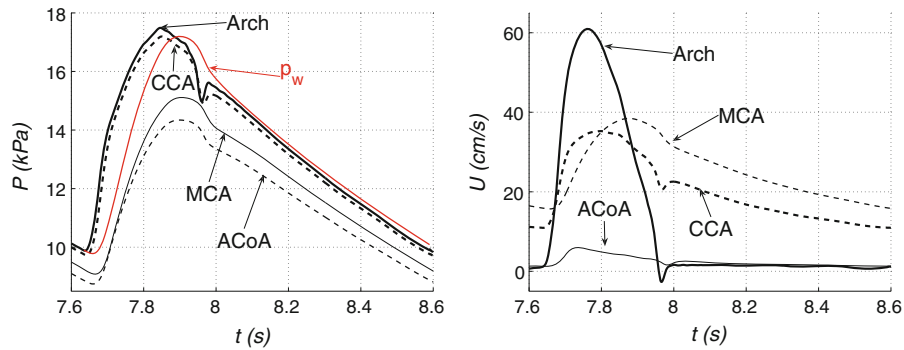 18
16
14
12
10
P (kPa)
Arch
CCA
p_w
MCA
ACoA
7.6
7.8
8
8.2
8.4
8.6
t (s)
60
40
20
0
U (cm/s)
Arch
MCA
ACoA
CCA
7.6
7.8
8
8.2
8.4
8.6
t (s)